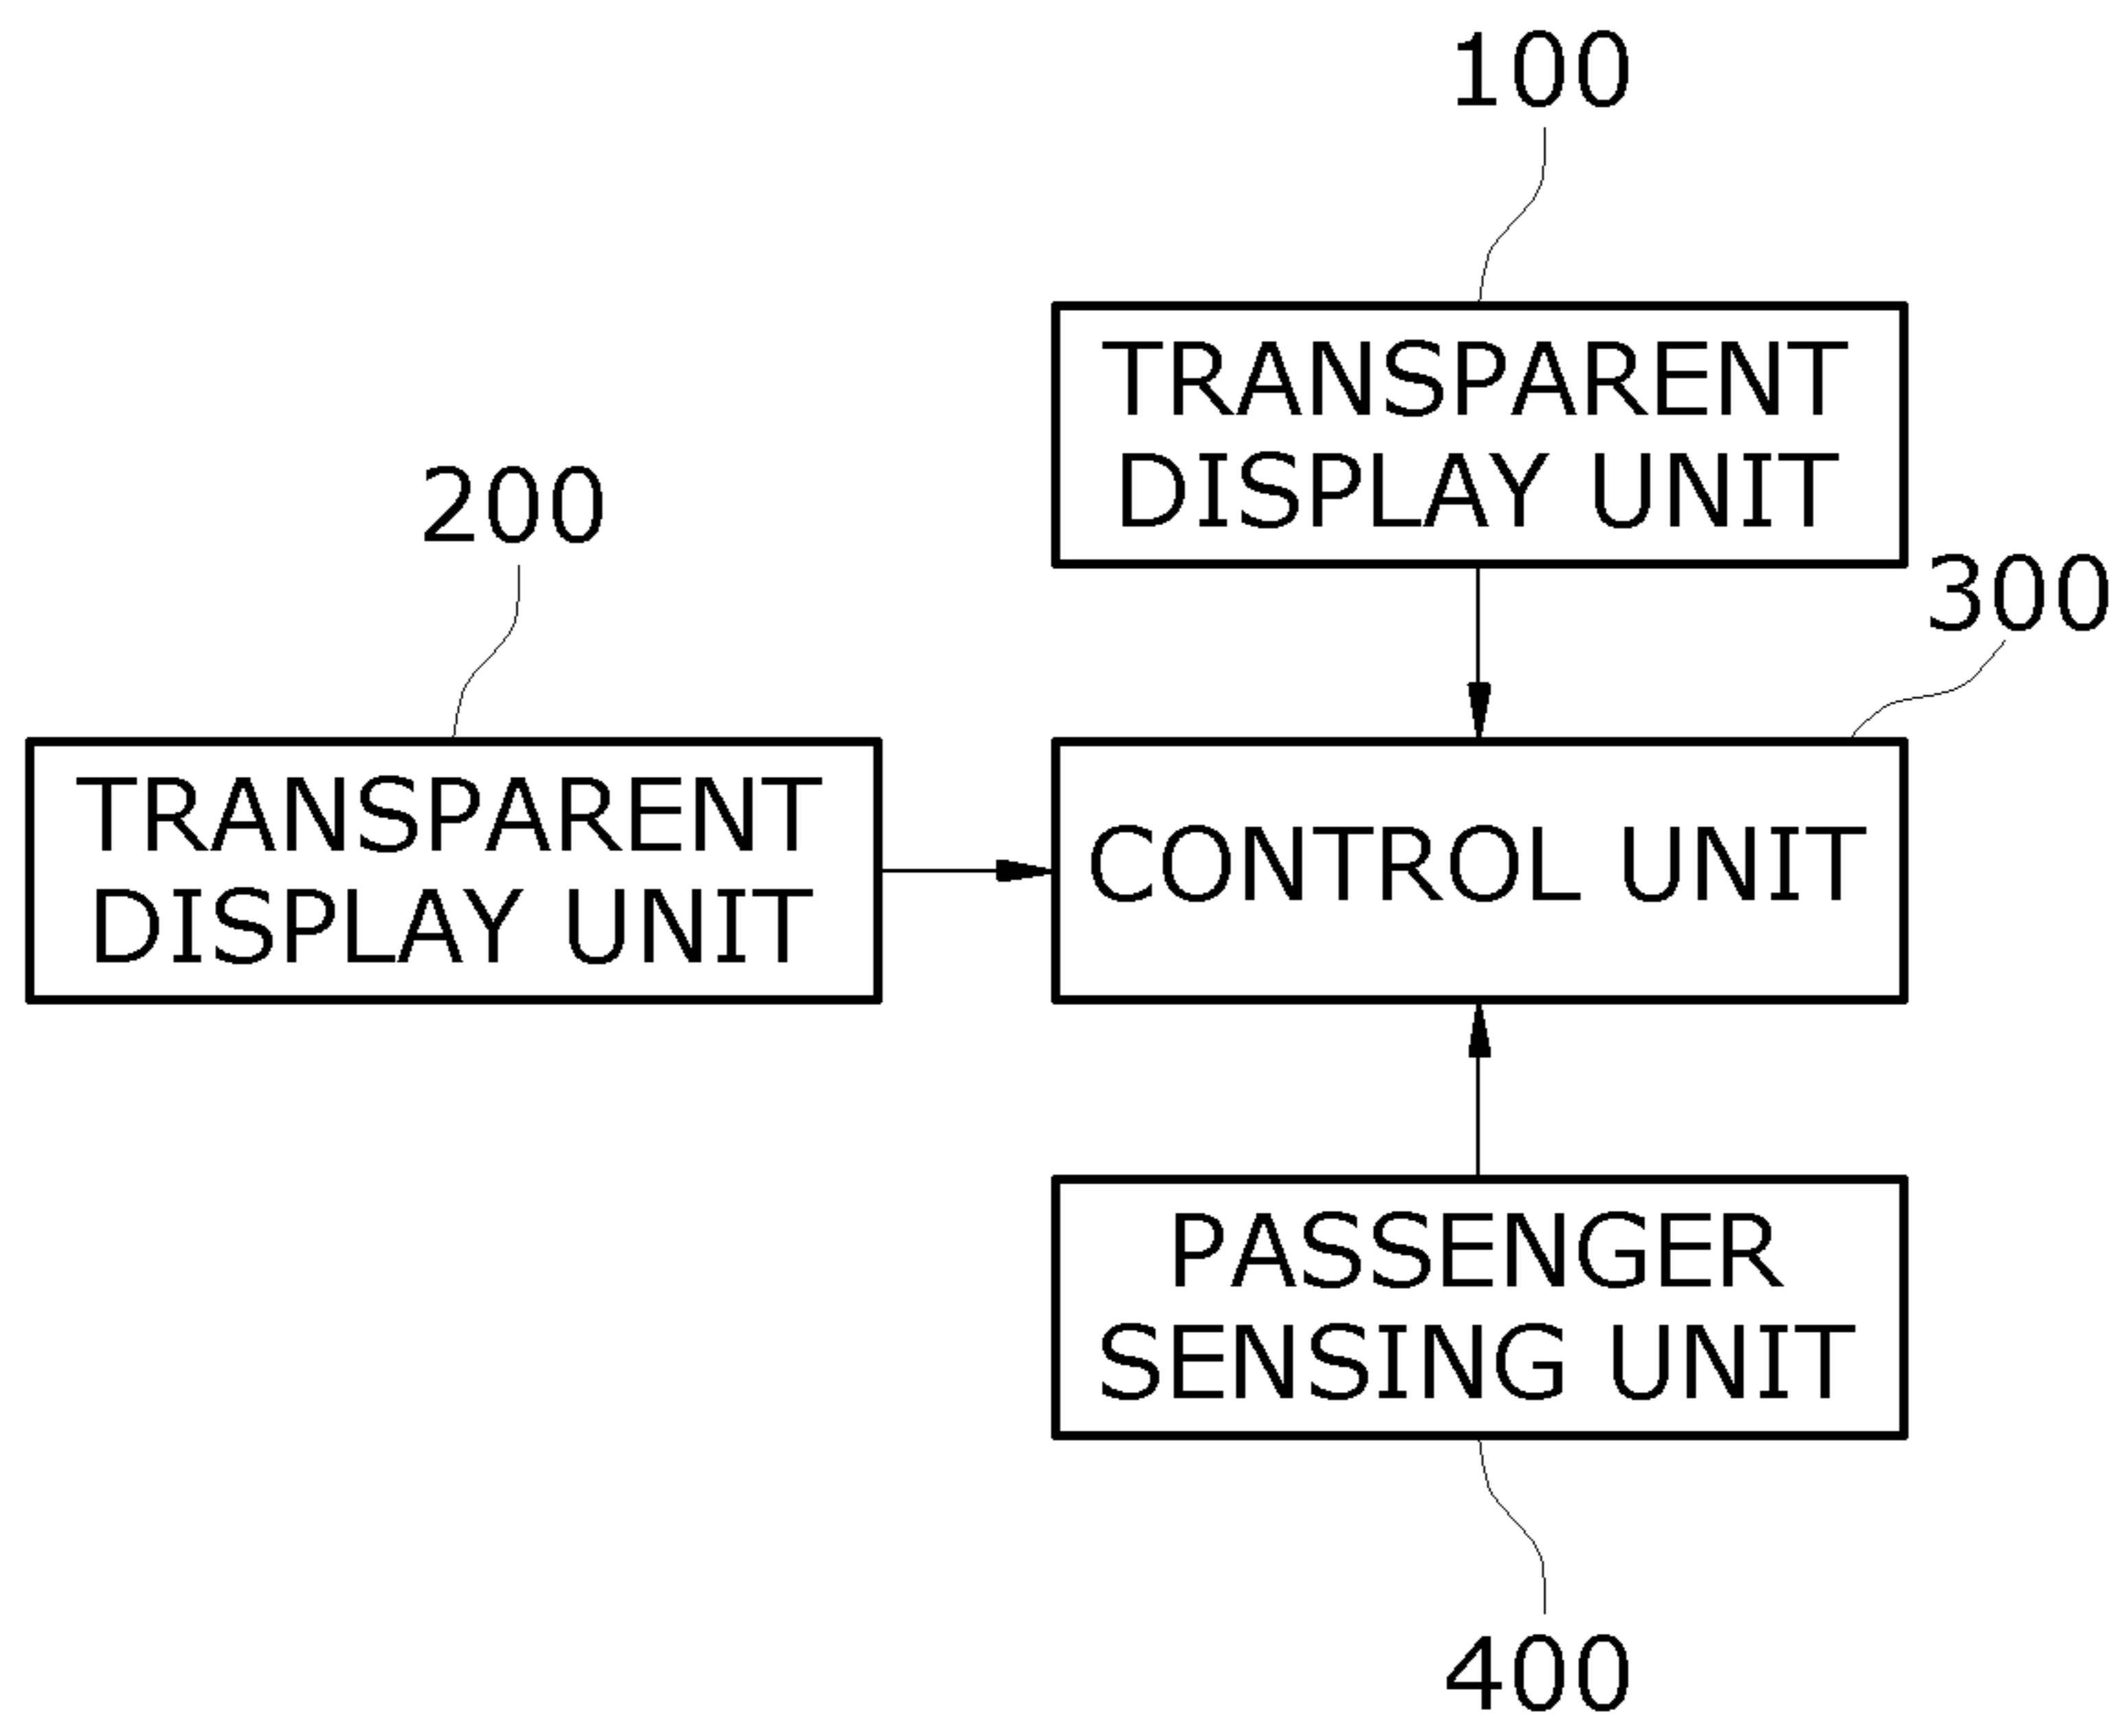 100
TRANSPARENT
DISPLAY UNIT
200
300
TRANSPARENT
DISPLAY UNIT
CONTROL UNIT
PASSENGER
SENSING UNIT
400